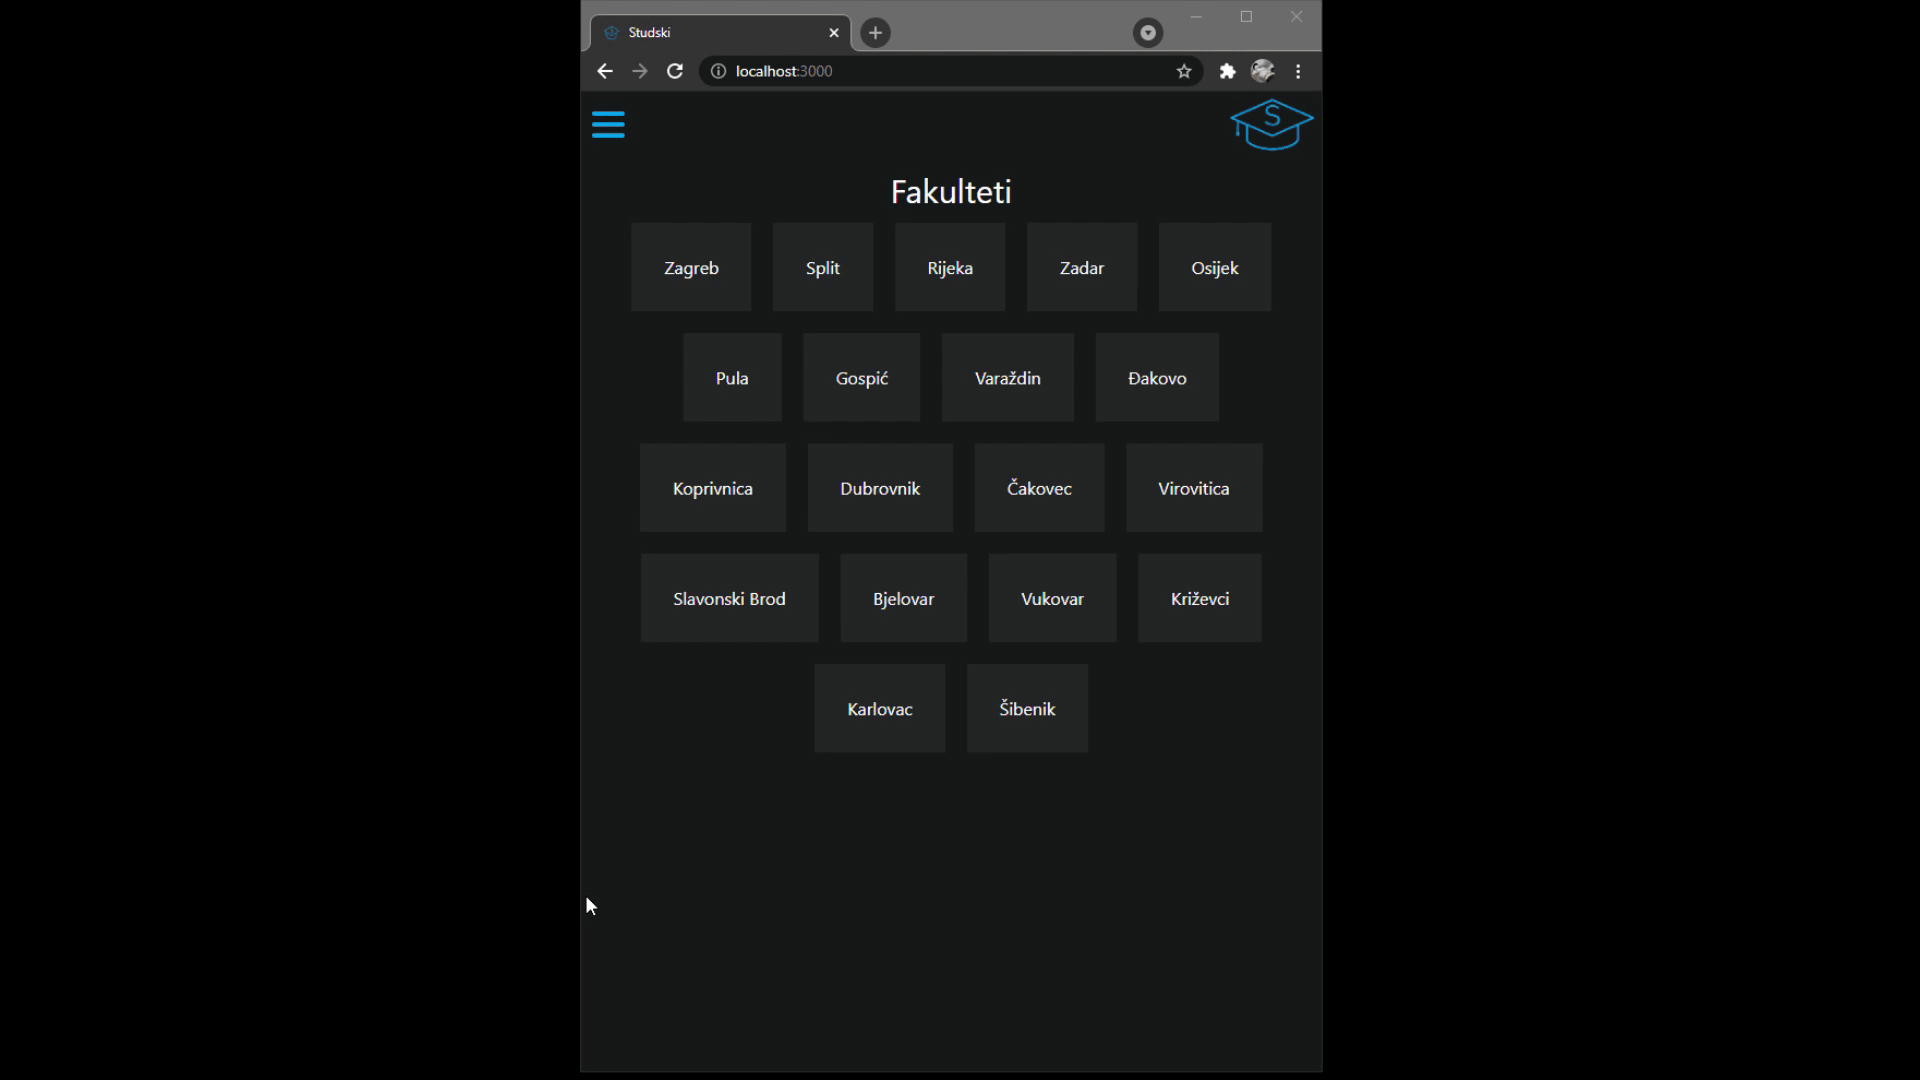 Studski
localhost:3000
S
Fakulteti
Zagreb Split Rijeka Zadar Osijek
Pula Gospić Varaždin Đakovo
Koprivnica Dubrovnik Čakovec Virovitica
Slavonski Brod Bjelovar Vukovar Križevci
Karlovac Šibenik